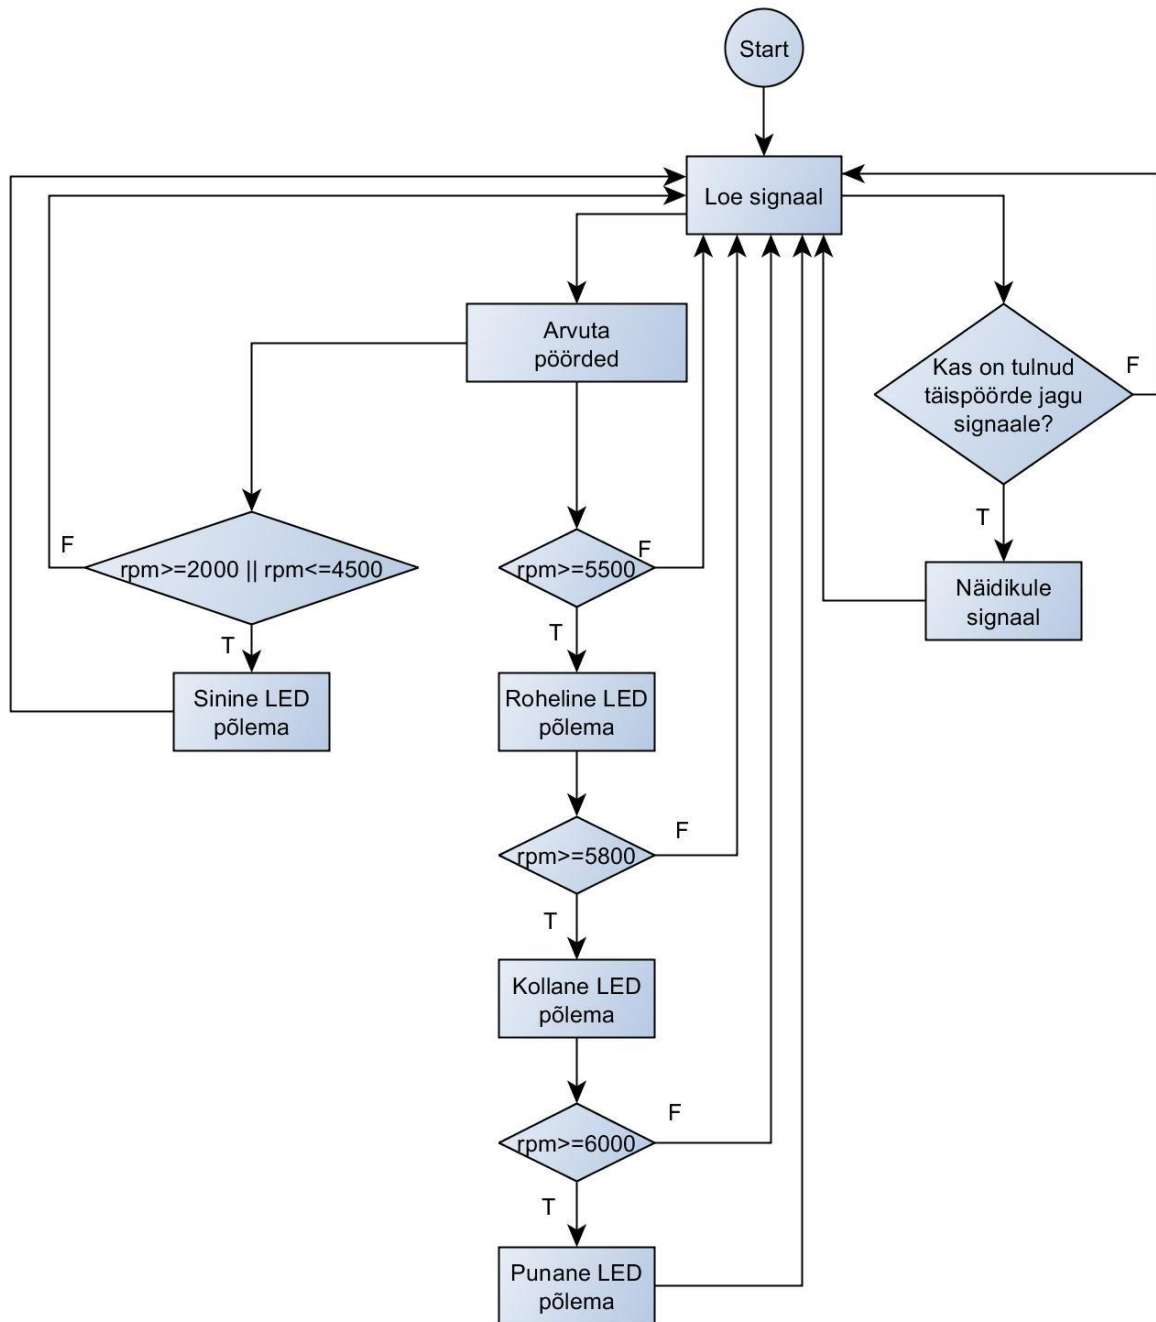 Start
Loe signaal
Arvuta
pöörded
Kas on tulnud
täispöörde jagu
signaale?
F
T
Näidikule
signaal
rpm>=2000 || rpm<=4500
F
T
Sinine LED
põlema
rpm>=5500
F
T
Roheline LED
põlema
rpm>=5800
F
T
Kollane LED
põlema
rpm>=6000
F
T
Punane LED
põlema